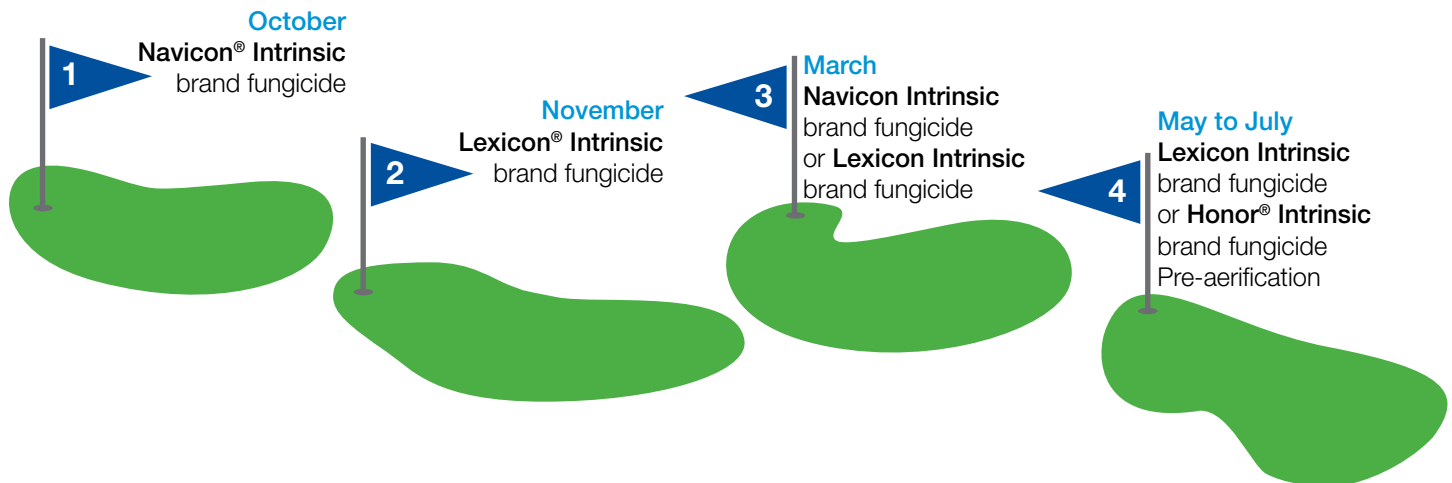 October
Navicon® Intrinsic
brand fungicide
1
November
Lexicon® Intrinsic
brand fungicide
2
March
Navicon Intrinsic
brand fungicide
or Lexicon Intrinsic
brand fungicide
3
May to July
Lexicon Intrinsic
brand fungicide
or Honor® Intrinsic
brand fungicide
Pre-aerification
4